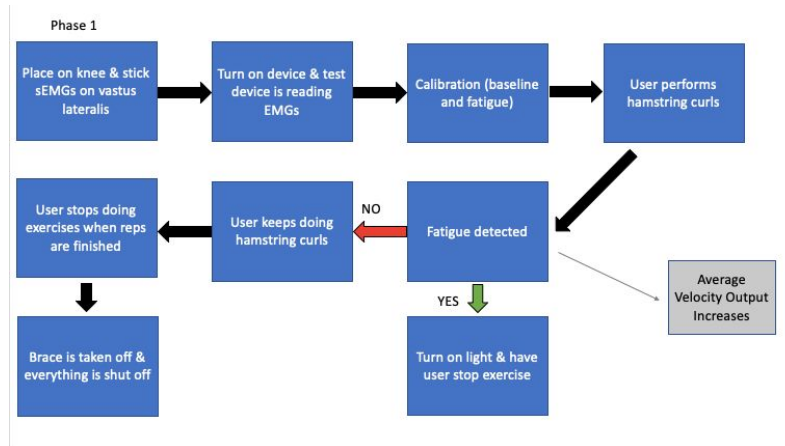 Phase 1
Place on knee & stick
sEMGs on vastus
lateralis
Turn on device & test
device is reading
EMGs
Calibration (baseline
and fatigue)
User performs
hamstring curls
User stops doing
exercises when reps
are finished
User keeps doing
hamstring curls
NO
Fatigue detected
Average
Velocity Output
Increases
YES
Brace is taken off &
everything is shut off
Turn on light & have
user stop exercise